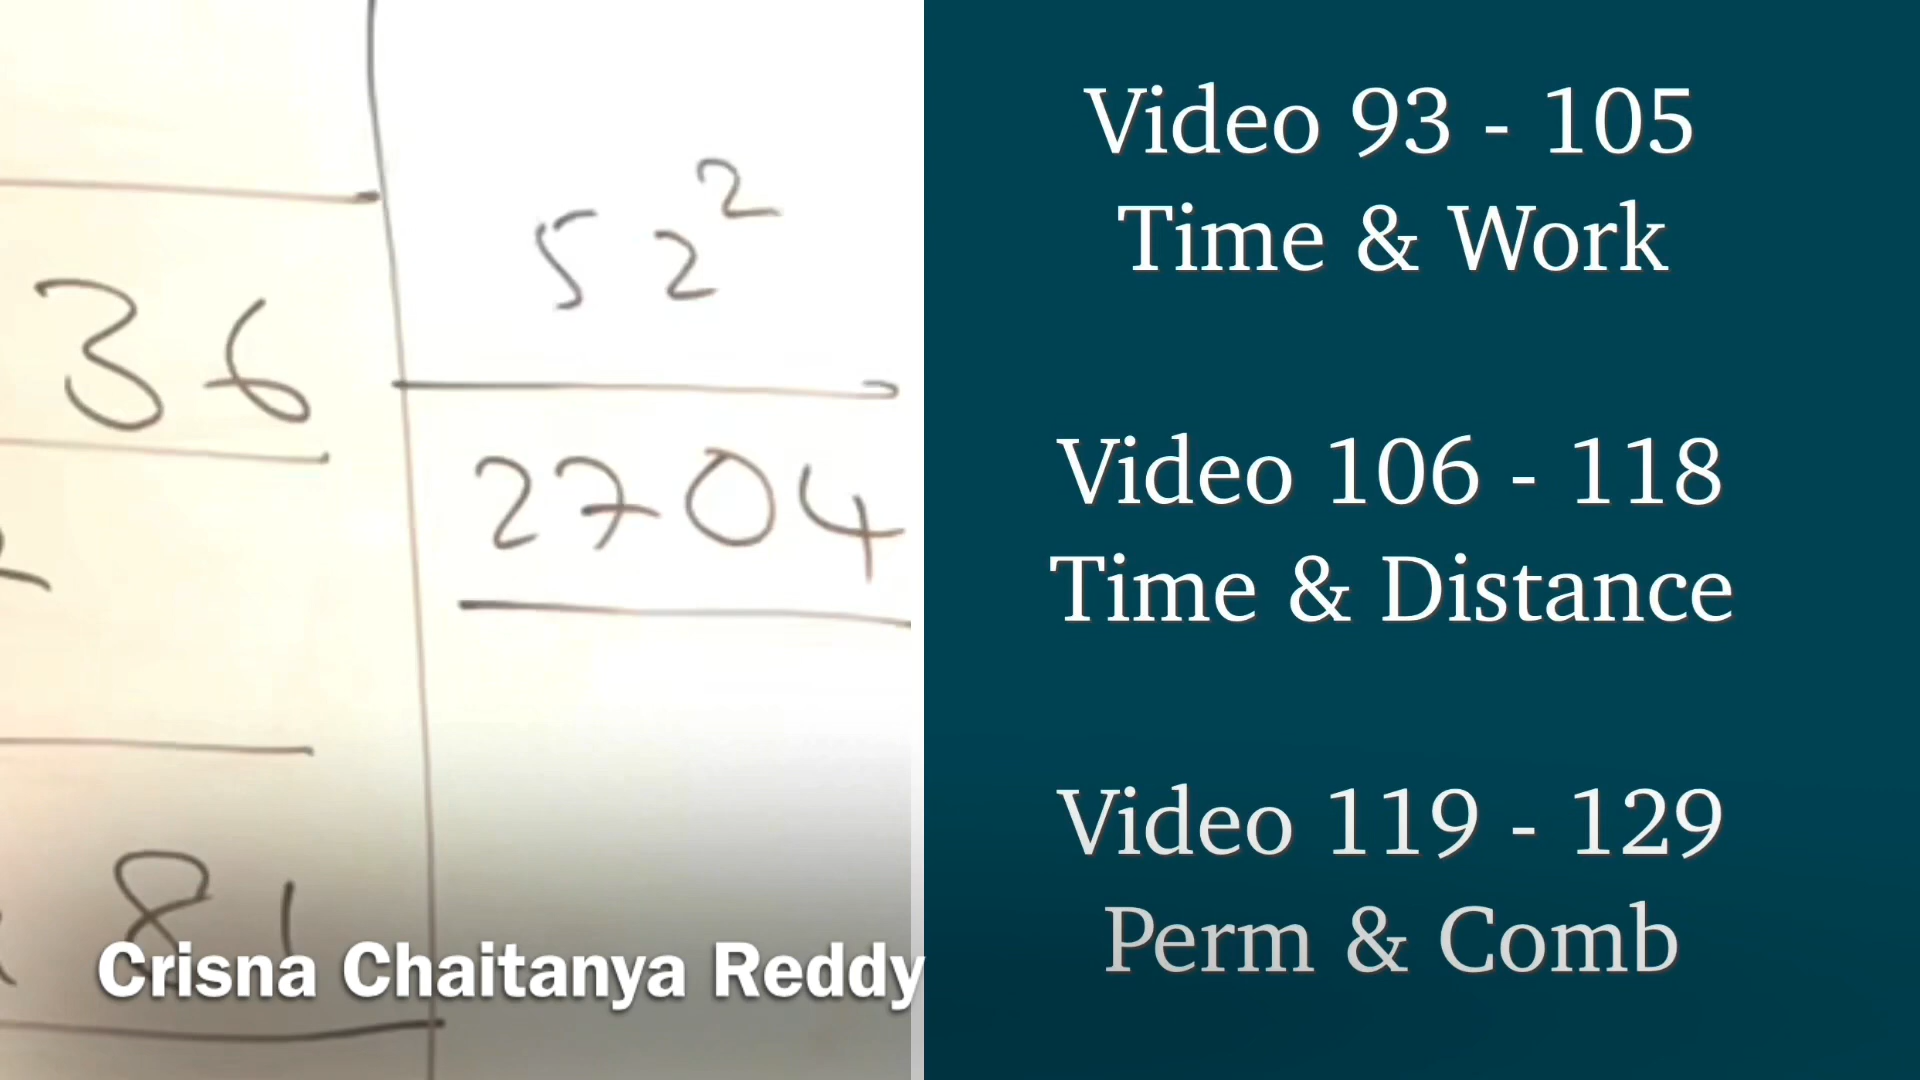 36
81
52²
2704
Crisna Chaitanya Reddy
Video 93 - 105
Time & Work
Video 106 - 118
Time & Distance
Video 119 - 129
Perm & Comb